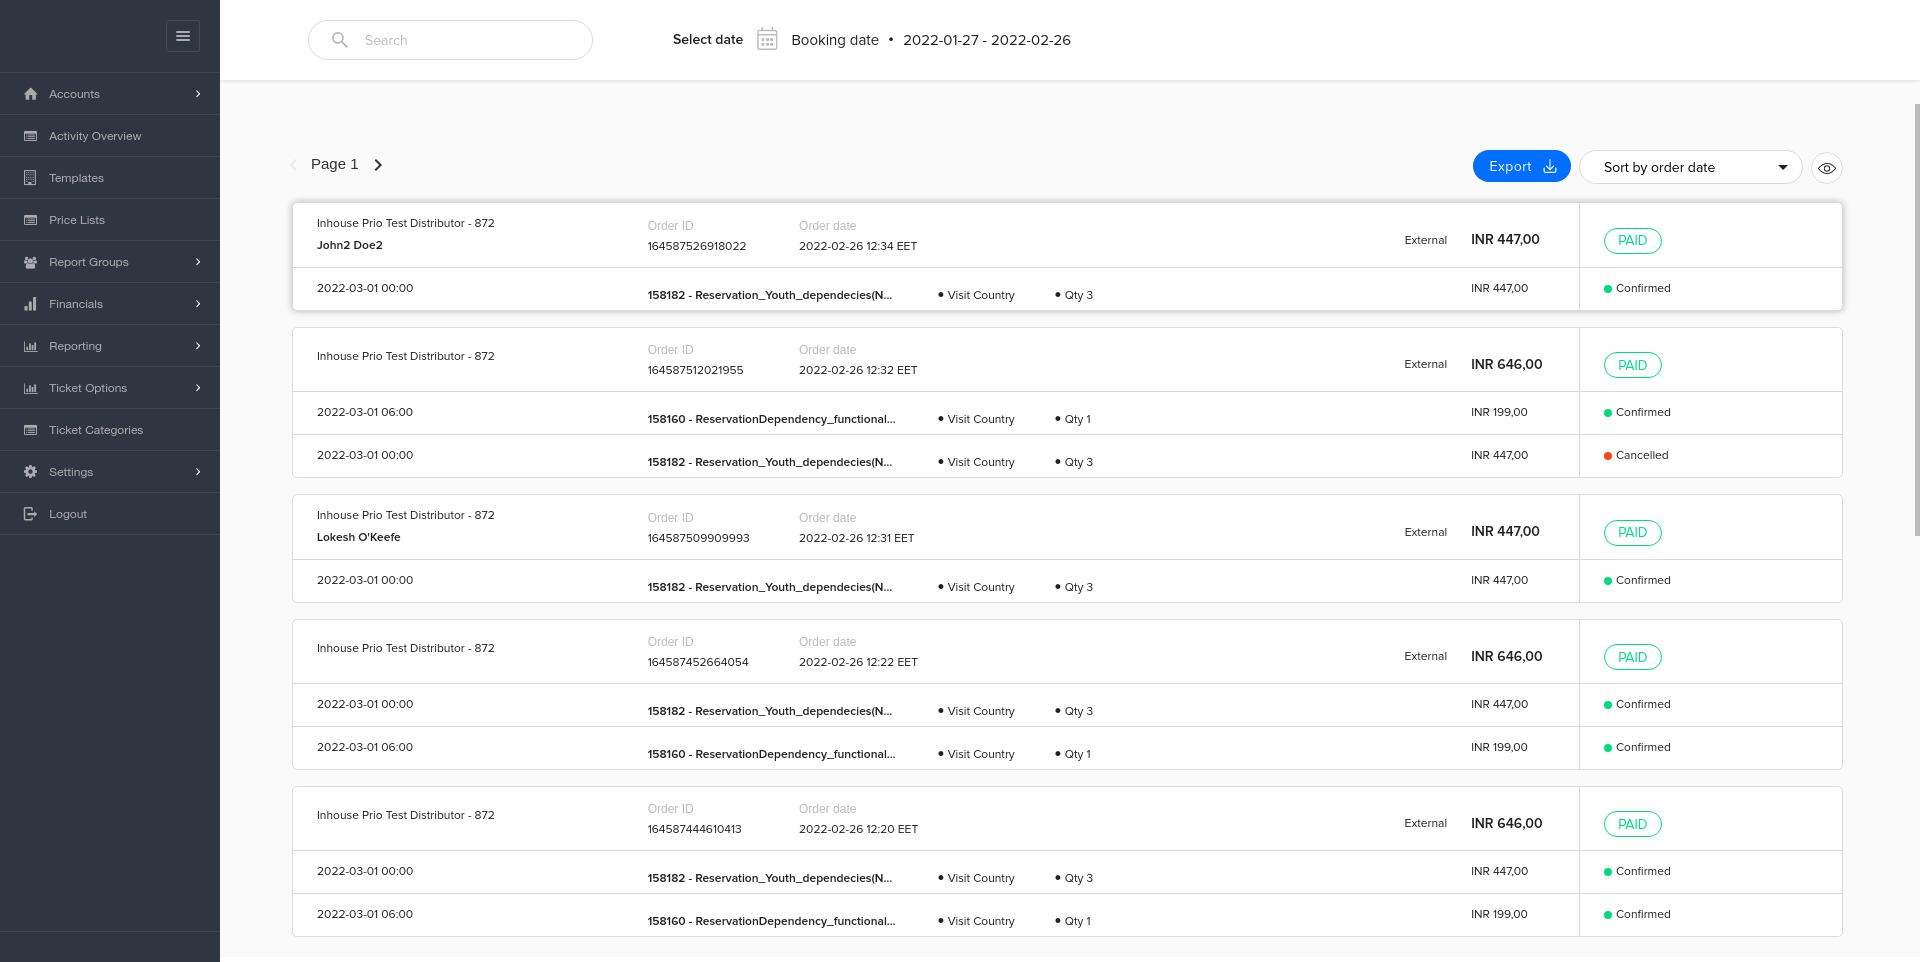 Search
Select date Booking date • 2022-01-27 - 2022-02-26
Accounts
Activity Overview
Templates
Price Lists
Report Groups
Financials
Reporting
Ticket Options
Ticket Categories
Settings
Logout
Page 1
Export
Sort by order date
Inhouse Prio Test Distributor - 872
John2 Doe2
Order ID
164587526918022
Order date
2022-02-26 12:34 EET
External INR 447,00
PAID
2022-03-01 00:00 158182 - Reservation_Youth_dependecies(N... • Visit Country • Qty 3 INR 447,00 Confirmed
Inhouse Prio Test Distributor - 872
Order ID
164587512021955
Order date
2022-02-26 12:32 EET
External INR 646,00
PAID
2022-03-01 06:00 158160 - ReservationDependency_functional... • Visit Country • Qty 1 INR 199,00 Confirmed
2022-03-01 00:00 158182 - Reservation_Youth_dependecies(N... • Visit Country • Qty 3 INR 447,00 Cancelled
Inhouse Prio Test Distributor - 872
Lokesh O'Keefe
Order ID
164587509909993
Order date
2022-02-26 12:31 EET
External INR 447,00
PAID
2022-03-01 00:00 158182 - Reservation_Youth_dependecies(N... • Visit Country • Qty 3 INR 447,00 Confirmed
Inhouse Prio Test Distributor - 872
Order ID
164587452664054
Order date
2022-02-26 12:22 EET
External INR 646,00
PAID
2022-03-01 00:00 158182 - Reservation_Youth_dependecies(N... • Visit Country • Qty 3 INR 447,00 Confirmed
2022-03-01 06:00 158160 - ReservationDependency_functional... • Visit Country • Qty 1 INR 199,00 Confirmed
Inhouse Prio Test Distributor - 872
Order ID
164587444610413
Order date
2022-02-26 12:20 EET
External INR 646,00
PAID
2022-03-01 00:00 158182 - Reservation_Youth_dependecies(N... • Visit Country • Qty 3 INR 447,00 Confirmed
2022-03-01 06:00 158160 - ReservationDependency_functional... • Visit Country • Qty 1 INR 199,00 Confirmed